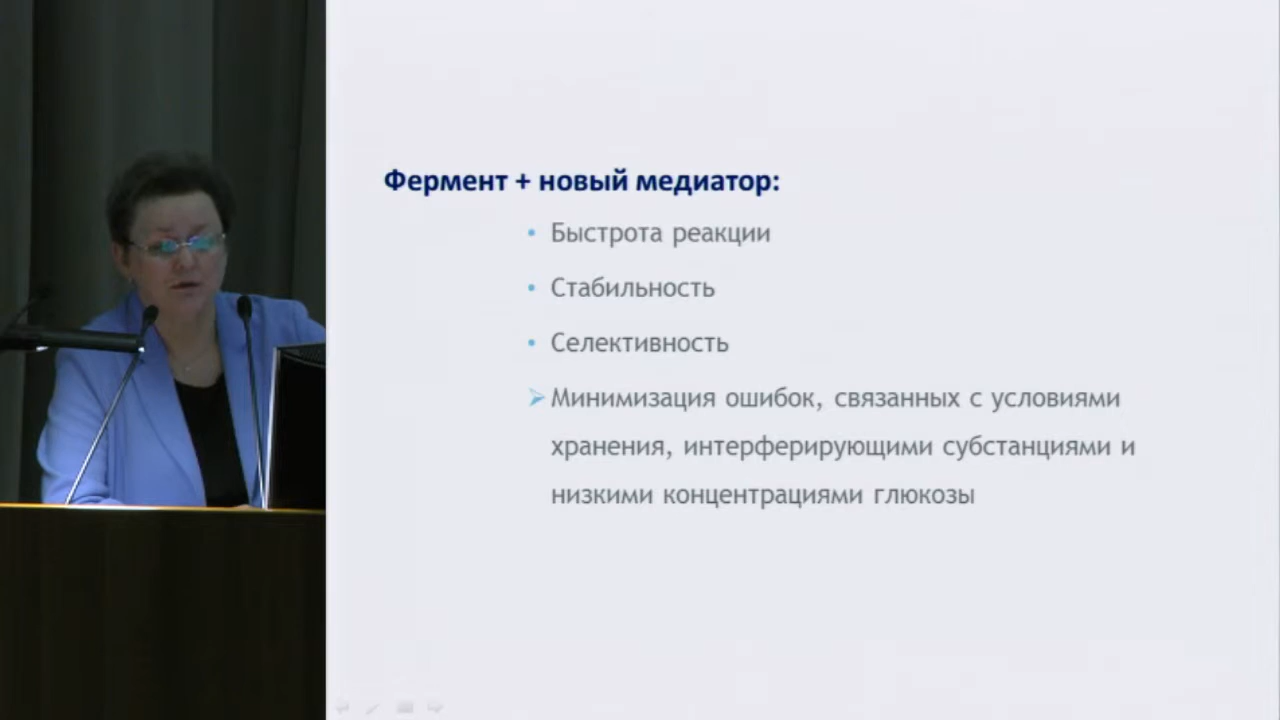 Фермент + новый медиатор:
• Быстрота реакции
• Стабильность
• Селективность
➢ Минимизация ошибок, связанных с условиями
хранения, интерферирующими субстанциями и
низкими концентрациями глюкозы